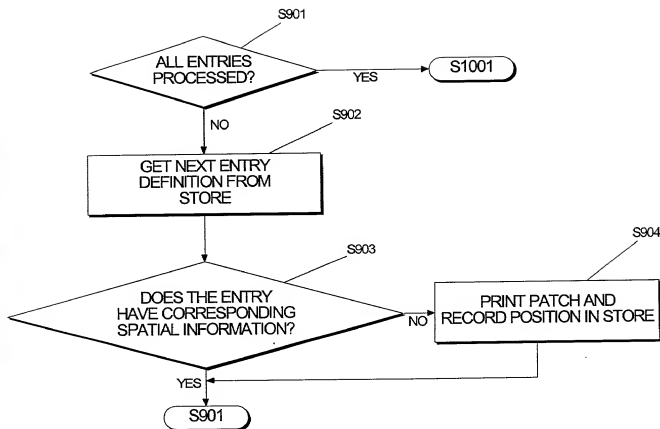 S901
ALL ENTRIES
PROCESSED?
YES
S1001
NO
S902
GET NEXT ENTRY
DEFINITION FROM
STORE
S903
DOES THE ENTRY
HAVE CORRESPONDING
SPATIAL INFORMATION?
NO
S904
PRINT PATCH AND
RECORD POSITION IN STORE
YES
S901